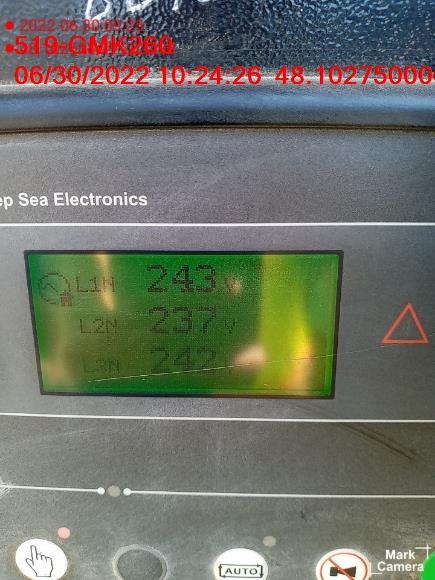 2022 06 30 09:29
519-GMK260
06/30/2022 10:24:26 48.10275000
ep Sea Electronics
L1N 243 V
L2N 237 V
L3N 242 V
AUTO
Mark
Camera